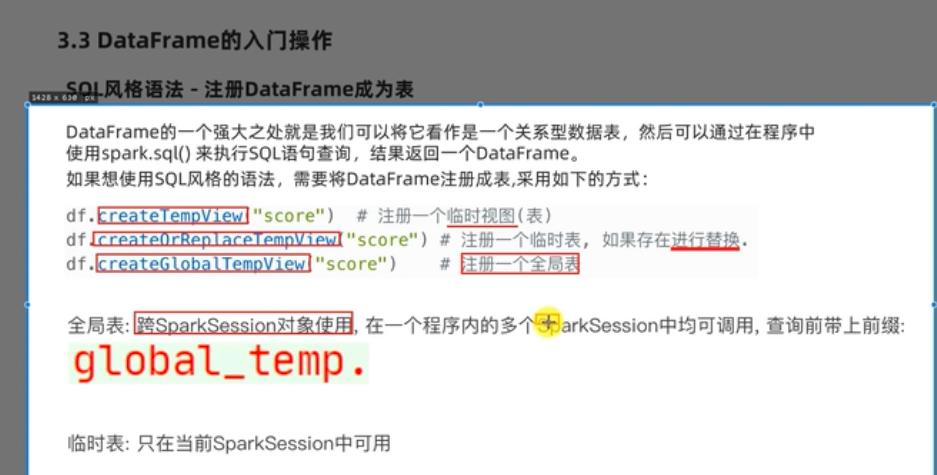 3.3 DataFrame的入门操作
SQL风格语法 - 注册DataFrame成为表
DataFrame的一个强大之处就是我们可以将它看作是一个关系型数据表，然后可以通过在程序中
使用spark.sql() 来执行SQL语句查询，结果返回一个DataFrame。
如果想使用SQL风格的语法，需要将DataFrame注册成表,采用如下的方式：
df.createTempView("score") # 注册一个临时视图(表)
df.createOrReplaceTempView("score") # 注册一个临时表, 如果存在进行替换.
df.createGlobalTempView("score") # 注册一个全局表
全局表: 跨SparkSession对象使用, 在一个程序内的多个SparkSession中均可调用, 查询前带上前缀:
global_temp.
临时表: 只在当前SparkSession中可用